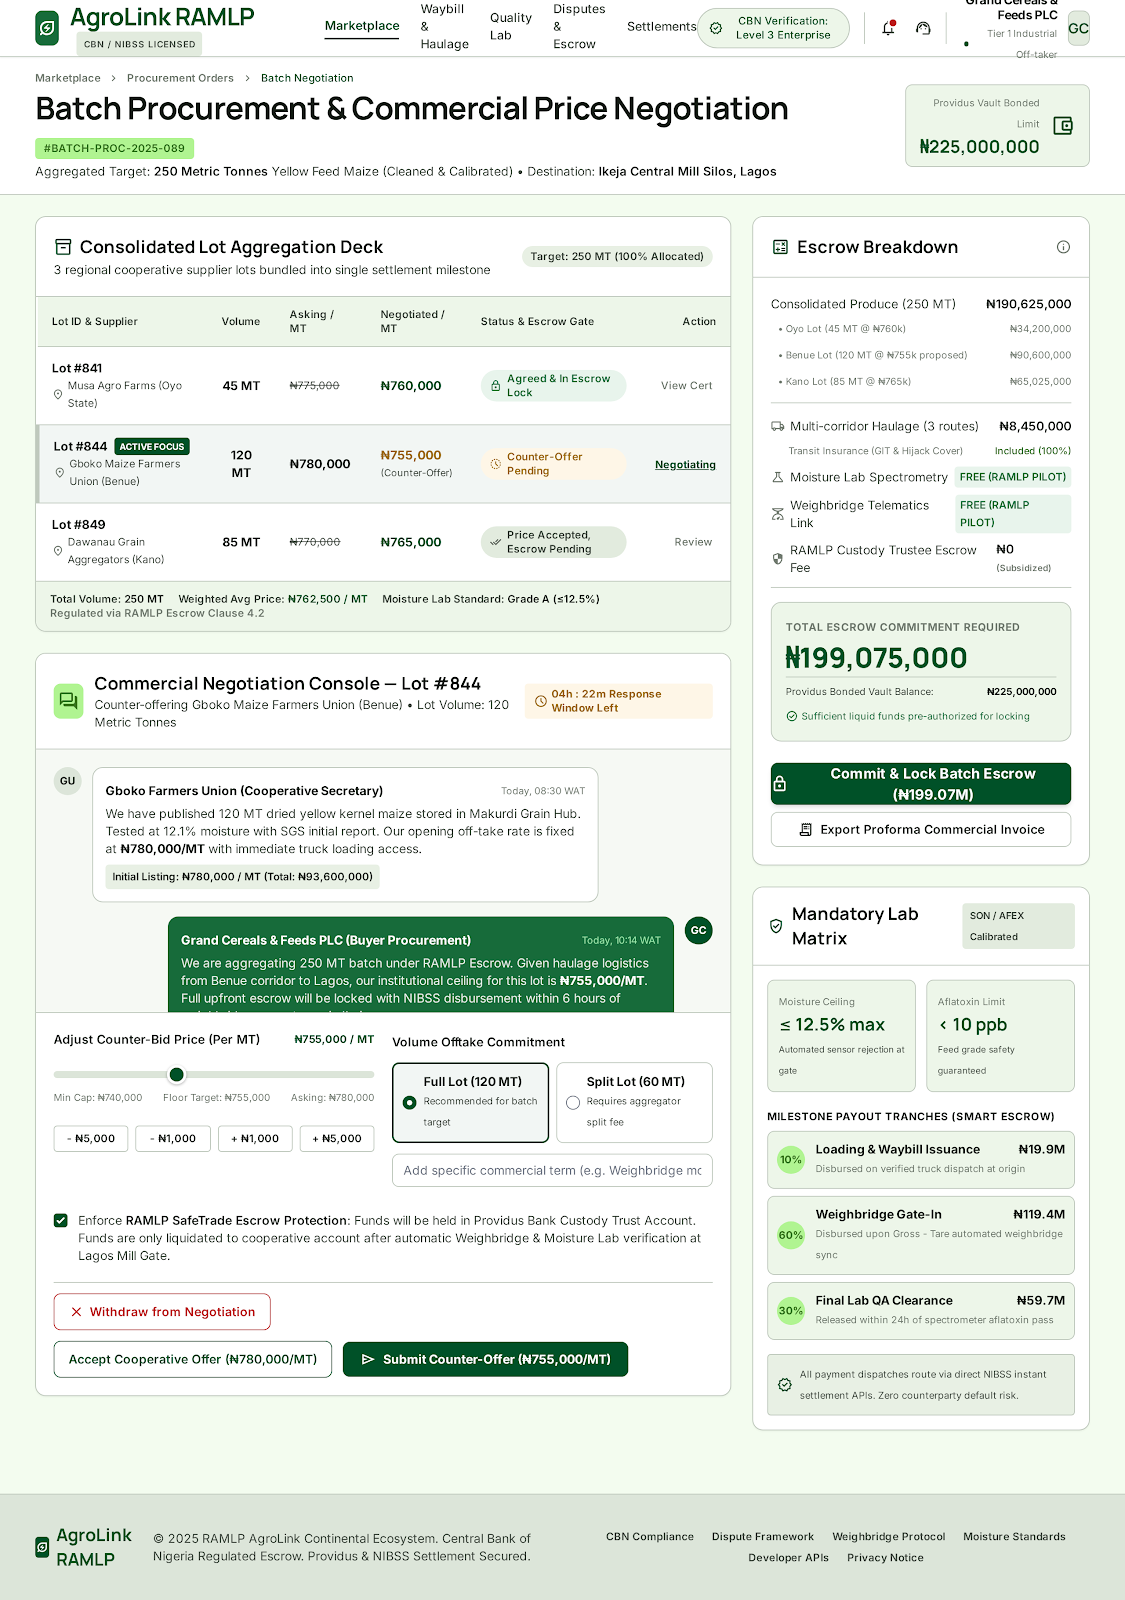 AgroLink RAMLP
CBN / NIBSS LICENSED
Marketplace
Waybill
&
Haulage
Quality
Lab
Disputes
&
Escrow
Settlements
CBN Verification:
Level 3 Enterprise
Grand Cereals &
Feeds PLC
Tier 1 Industrial
Off-taker
GC
Marketplace > Procurement Orders > Batch Negotiation
Batch Procurement & Commercial Price Negotiation
#BATCH-PROC-2025-089
Aggregated Target: 250 Metric Tonnes Yellow Feed Maize (Cleaned & Calibrated) • Destination: Ikeja Central Mill Silos, Lagos
Providus Vault Bonded
Limit
₦225,000,000
Consolidated Lot Aggregation Deck
3 regional cooperative supplier lots bundled into single settlement milestone
Target: 250 MT (100% Allocated)
Lot ID & Supplier
Volume
Asking /
MT
Negotiated /
MT
Status & Escrow Gate
Action
Lot #841
Musa Agro Farms (Oyo
State)
45 MT
₦775,000
₦760,000
Agreed & In Escrow
Lock
View Cert
Lot #844 ACTIVE FOCUS
Gboko Maize Farmers
Union (Benue)
120
MT
₦780,000
₦755,000
(Counter-Offer)
Counter-Offer
Pending
Negotiating
Lot #849
Dawanau Grain
Aggregators (Kano)
85 MT
₦770,000
₦765,000
Price Accepted,
Escrow Pending
Review
Total Volume: 250 MT Weighted Avg Price: ₦762,500 / MT Moisture Lab Standard: Grade A (≤12.5%)
Regulated via RAMLP Escrow Clause 4.2
Commercial Negotiation Console — Lot #844
Counter-offering Gboko Maize Farmers Union (Benue) • Lot Volume: 120
Metric Tonnes
04h : 22m Response
Window Left
GU
Gboko Farmers Union (Cooperative Secretary)
Today, 08:30 WAT
We have published 120 MT dried yellow kernel maize stored in Makurdi Grain Hub.
Tested at 12.1% moisture with SGS initial report. Our opening off-take rate is fixed
at ₦780,000/MT with immediate truck loading access.
Initial Listing: ₦780,000 / MT (Total: ₦93,600,000)
Grand Cereals & Feeds PLC (Buyer Procurement)
Today, 10:14 WAT
GC
We are aggregating 250 MT batch under RAMLP Escrow. Given haulage logistics
from Benue corridor to Lagos, our institutional ceiling for this lot is ₦755,000/MT.
Full upfront escrow will be locked with NIBSS disbursement within 6 hours of
Adjust Counter-Bid Price (Per MT)
₦755,000 / MT
Min Cap: ₦740,000
Floor Target: ₦755,000
Asking: ₦780,000
- ₦5,000
- ₦1,000
+ ₦1,000
+ ₦5,000
Volume Offtake Commitment
Full Lot (120 MT)
Recommended for batch
target
Split Lot (60 MT)
Requires aggregator
split fee
Add specific commercial term (e.g. Weighbridge mc
Enforce RAMLP SafeTrade Escrow Protection: Funds will be held in Providus Bank Custody Trust Account.
Funds are only liquidated to cooperative account after automatic Weighbridge & Moisture Lab verification at
Lagos Mill Gate.
Withdraw from Negotiation
Accept Cooperative Offer (₦780,000/MT)
Submit Counter-Offer (₦755,000/MT)
Escrow Breakdown
Consolidated Produce (250 MT) ₦190,625,000
• Oyo Lot (45 MT @ ₦760k) ₦34,200,000
• Benue Lot (120 MT @ ₦755k proposed) ₦90,600,000
• Kano Lot (85 MT @ ₦765k) ₦65,025,000
Multi-corridor Haulage (3 routes) ₦8,450,000
Transit Insurance (GIT & Hijack Cover) Included (100%)
Moisture Lab Spectrometry FREE (RAMLP PILOT)
Weighbridge Telematics
Link
FREE (RAMLP
PILOT)
RAMLP Custody Trustee Escrow
Fee
₦0
(Subsidized)
TOTAL ESCROW COMMITMENT REQUIRED
₦199,075,000
Providus Bonded Vault Balance: ₦225,000,000
Sufficient liquid funds pre-authorized for locking
Commit & Lock Batch Escrow
(₦199.07M)
Export Proforma Commercial Invoice
Mandatory Lab
Matrix
SON / AFEX
Calibrated
Moisture Ceiling
≤ 12.5% max
Automated sensor rejection at
gate
Aflatoxin Limit
< 10 ppb
Feed grade safety
guaranteed
MILESTONE PAYOUT TRANCHES (SMART ESCROW)
10%
Loading & Waybill Issuance ₦19.9M
Disbursed on verified truck dispatch at origin
60%
Weighbridge Gate-In ₦119.4M
Disbursed upon Gross - Tare automated weighbridge
sync
30%
Final Lab QA Clearance ₦59.7M
Released within 24h of spectrometer aflatoxin pass
All payment dispatches route via direct NIBSS instant
settlement APIs. Zero counterparty default risk.
AgroLink
RAMLP
© 2025 RAMLP AgroLink Continental Ecosystem. Central Bank of
Nigeria Regulated Escrow. Providus & NIBSS Settlement Secured.
CBN Compliance Dispute Framework Weighbridge Protocol Moisture Standards
Developer APIs Privacy Notice